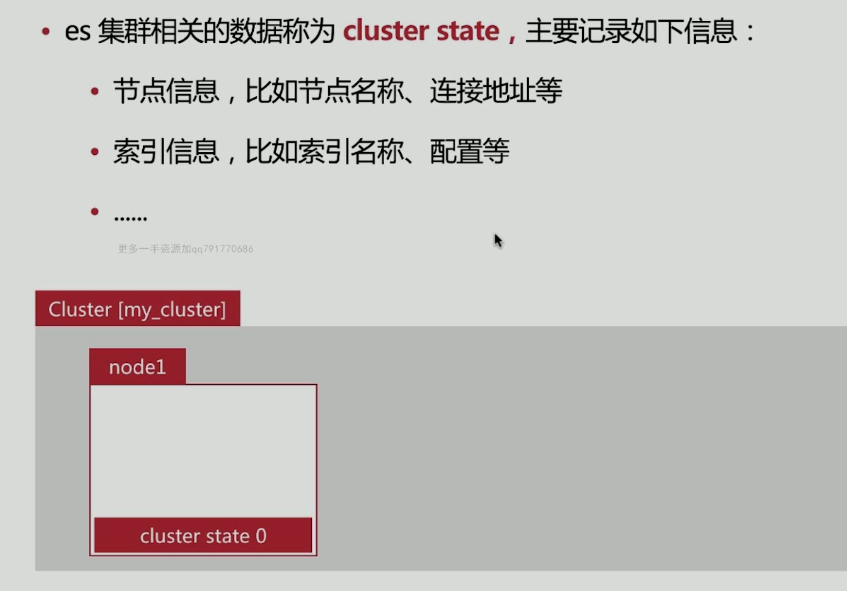 • es 集群相关的数据称为 cluster state，主要记录如下信息：
• 节点信息，比如节点名称、连接地址等
• 索引信息，比如索引名称、配置等
• ......
更多一手资源加qq791770686
Cluster [my_cluster]
node1
cluster state 0